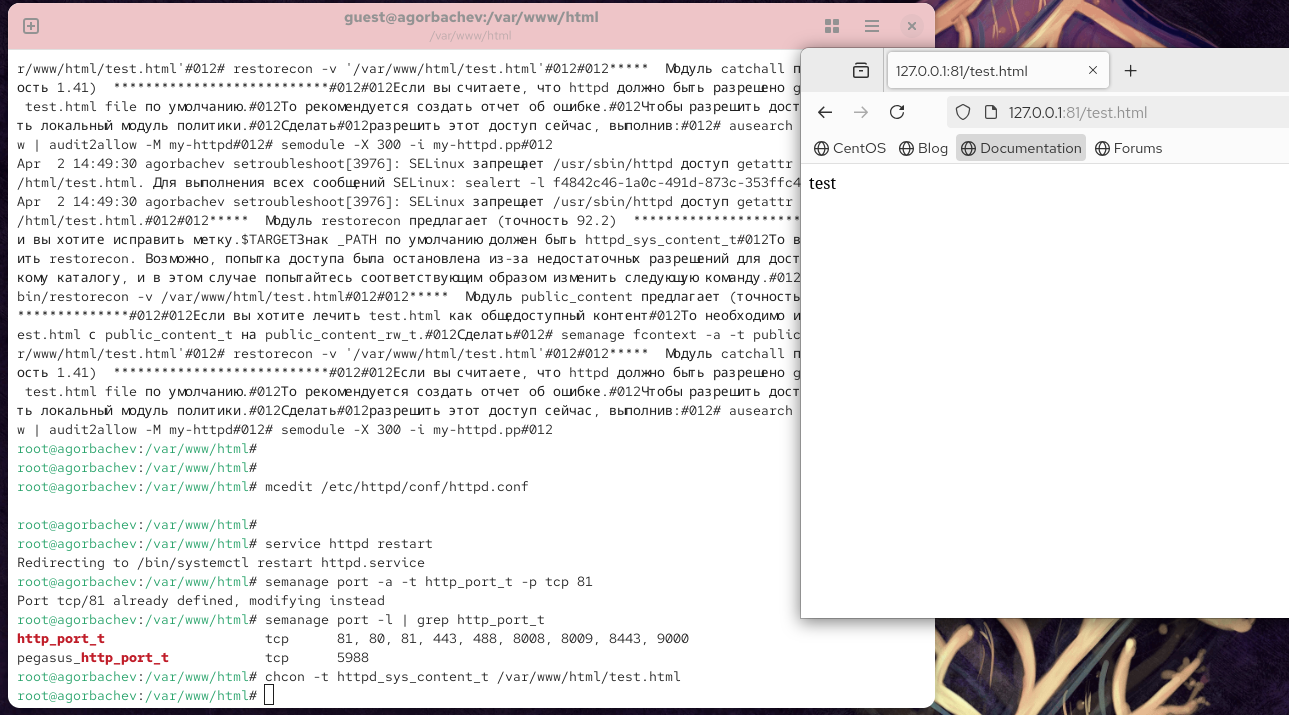 guest@agorbachev:/var/www/html
/var/www/html
r/www/html/test.html'#012# restorecon -v '/var/www/html/test.html'#012#012***** Модуль catchall п
ость 1.41) ***************************#012#012Если вы считаете, что httpd должно быть разрешено g
test.html file по умолчанию.#012То рекомендуется создать отчет об ошибке.#012Чтобы разрешить дост
ть локальный модуль политики.#012Сделать#012разрешить этот доступ сейчас, выполнив:#012# ausearch
w | audit2allow -M my-httpd#012# semodule -X 300 -i my-httpd.pp#012
Apr  2 14:49:30 agorbachev setroubleshoot[3976]: SELinux запрещает /usr/sbin/httpd доступ getattr
/html/test.html. Для выполнения всех сообщений SELinux: sealert -l f4842c46-1a0c-491d-873c-353ffc4
Apr  2 14:49:30 agorbachev setroubleshoot[3976]: SELinux запрещает /usr/sbin/httpd доступ getattr
/html/test.html.#012#012***** Модуль restorecon предлагает (точность 92.2) *********************
и вы хотите исправить метку.$TARGETЗнак _PATH по умолчанию должен быть httpd_sys_content_t#012То в
ить restorecon. Возможно, попытка доступа была остановлена из-за недостаточных разрешений для дост
кому каталогу, и в этом случае попытайтесь соответствующим образом изменить следующую команду.#012
bin/restorecon -v /var/www/html/test.html#012#012***** Модуль public_content предлагает (точность
**************#012#012Если вы хотите лечить test.html как общедоступный контент#012То необходимо и
est.html с public_content_t на public_content_rw_t.#012Сделать#012# semanage fcontext -a -t public
r/www/html/test.html'#012# restorecon -v '/var/www/html/test.html'#012#012***** Модуль catchall п
ость 1.41) ***************************#012#012Если вы считаете, что httpd должно быть разрешено g
test.html file по умолчанию.#012То рекомендуется создать отчет об ошибке.#012Чтобы разрешить дост
ть локальный модуль политики.#012Сделать#012разрешить этот доступ сейчас, выполнив:#012# ausearch
w | audit2allow -M my-httpd#012# semodule -X 300 -i my-httpd.pp#012
root@agorbachev:/var/www/html#
root@agorbachev:/var/www/html#
root@agorbachev:/var/www/html# mcedit /etc/httpd/conf/httpd.conf
root@agorbachev:/var/www/html#
root@agorbachev:/var/www/html# service httpd restart
Redirecting to /bin/systemctl restart httpd.service
root@agorbachev:/var/www/html# semanage port -a -t http_port_t -p tcp 81
Port tcp/81 already defined, modifying instead
root@agorbachev:/var/www/html# semanage port -l | grep http_port_t
http_port_t tcp 81, 80, 81, 443, 488, 8008, 8009, 8443, 9000
pegasus_http_port_t tcp 5988
root@agorbachev:/var/www/html# chcon -t httpd_sys_content_t /var/www/html/test.html
root@agorbachev:/var/www/html#
127.0.0.1:81/test.html
127.0.0.1:81/test.html
CentOS Blog Documentation Forums
test